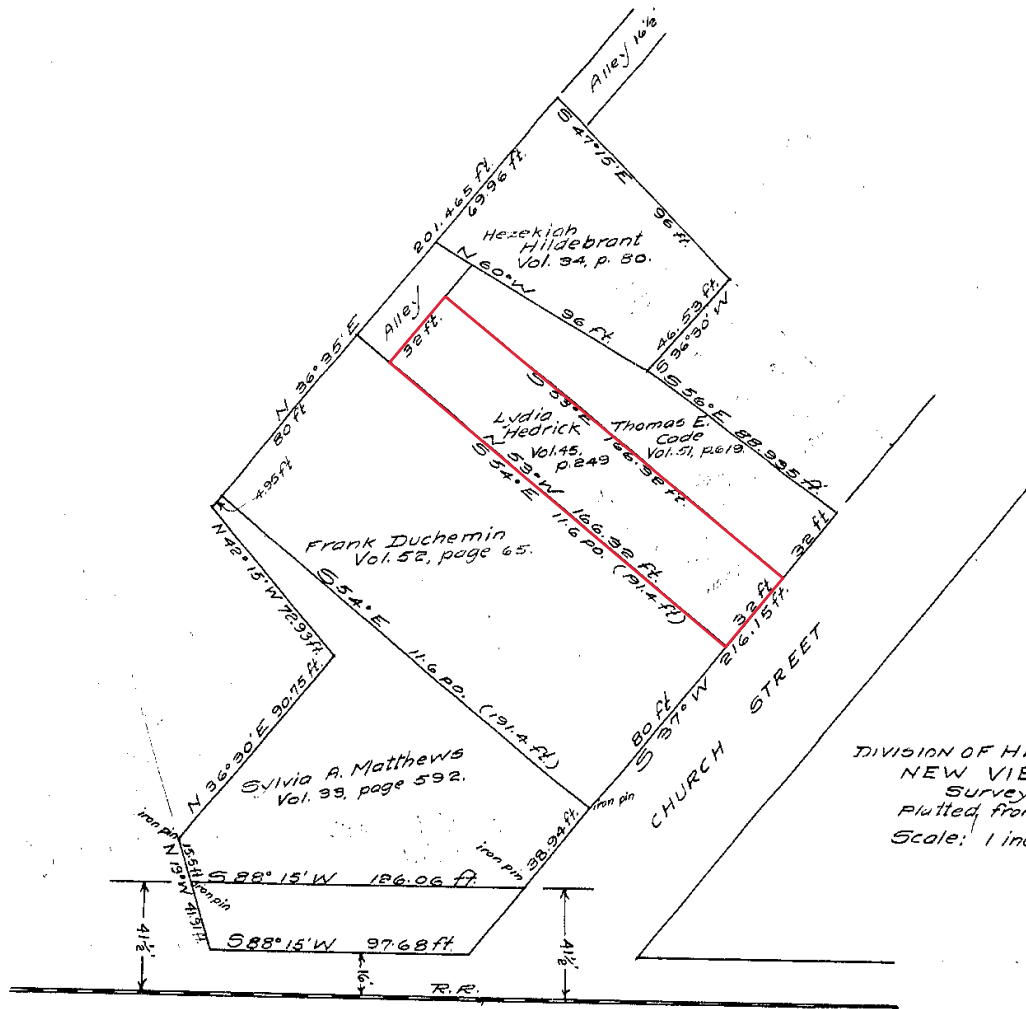 Alley 16½'
S 47°15'E
96 ft.
201.465 ft.
69.96 ft.
Hezekiah
Hildebrant
Vol. 34, p. 80.
N 60°W
96 ft.
46.53 ft.
S 36°30'W
Alley
32 ft.
N 36°35'E
80 ft
S 56°E 88.935 ft.
S 53°E
166.32 ft.
Lydia
Hedrick
Vol. 45,
p. 249
Thomas E.
Code
Vol. 51, p. 619.
N 53°W 166.32 ft.
S 54°E 11.6 po. (191.4 ft)
32 ft
32 ft
216.15 ft.
4.95 ft
Frank Duchemin
Vol. 52, page 65.
N 42°15'W 72.93 ft.
S 54°E 11.6 po. (191.4 ft.)
80 ft
S 37°W
CHURCH STREET
N 36°30'E 90.75 ft.
Sylvia A. Matthews
Vol. 33, page 592.
DIVISION OF H
NEW VIE
Survey
Platted from
Scale: 1 inc
iron pin
38.94 ft.
iron pin
iron pin
15.5 ft.
iron pin
N 19°W 41.91 ft.
S 88° 15'W 126.06 ft.
41½'
S 88° 15'W 97.68 ft.
16'
41½'
R.R.